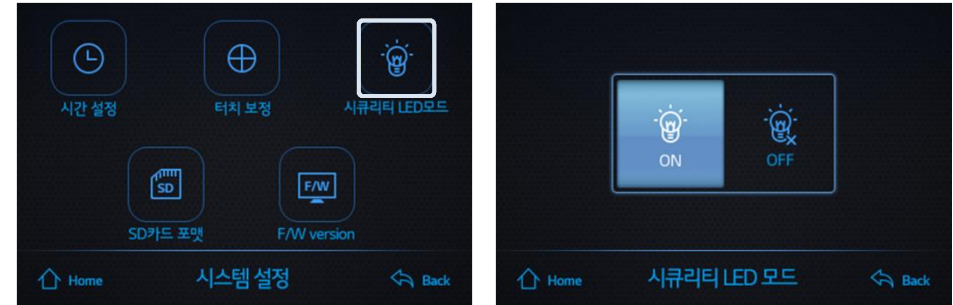 시간 설정
터치 보정
시큐리티 LED모드
SD
F/W
SD카드 포맷
F/W version
Home
시스템 설정
Back
ON
OFF
Home
시큐리티 LED 모드
Back